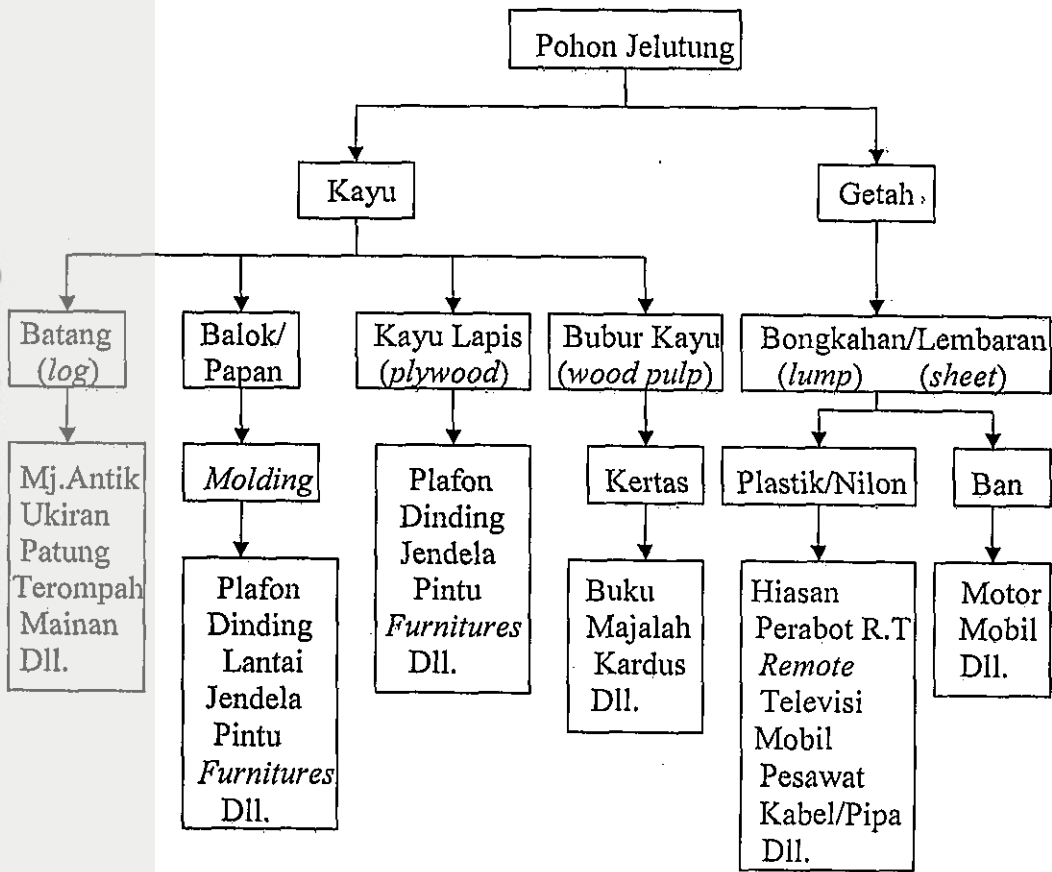 Pohon Jelutung
Kayu
Getah
Batang
(log)
Balok/
Papan
Kayu Lapis
(plywood)
Bubur Kayu
(wood pulp)
Bongkahan/Lembaran
(lump) (sheet)
Mj.Antik
Ukiran
Patung
Terompah
Mainan
Dll.
Molding
Plafon
Dinding
Lantai
Jendela
Pintu
Furnitures
Dll.
Plafon
Dinding
Jendela
Pintu
Furnitures
Dll.
Kertas
Buku
Majalah
Kardus
Dll.
Plastik/Nilon
Hiasan
Perabot R.T
Remote
Televisi
Mobil
Pesawat
Kabel/Pipa
Dll.
Ban
Motor
Mobil
Dll.